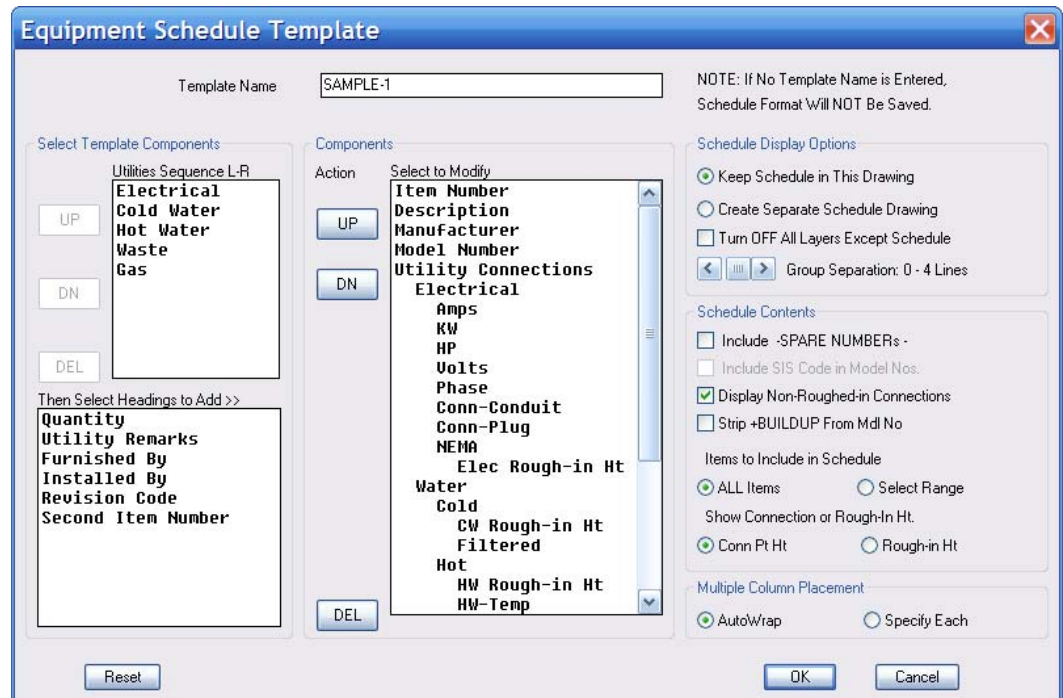 Equipment Schedule Template
Template Name
SAMPLE-1
NOTE: If No Template Name is Entered,
Schedule Format Will NOT Be Saved.
Select Template Components
Utilities Sequence L-R
UP
DN
DEL
Electrical
Cold Water
Hot Water
Waste
Gas
Then Select Headings to Add >>
Quantity
Utility Remarks
Furnished By
Installed By
Revision Code
Second Item Number
Components
Action
Select to Modify
UP
DN
DEL
Item Number
Description
Manufacturer
Model Number
Utility Connections
Electrical
Amps
KW
HP
Volts
Phase
Conn-Conduit
Conn-Plug
NEMA
Elec Rough-in Ht
Water
Cold
CW Rough-in Ht
Filtered
Hot
HW Rough-in Ht
HW-Temp
Schedule Display Options
Keep Schedule in This Drawing
Create Separate Schedule Drawing
Turn OFF All Layers Except Schedule
Group Separation: 0 - 4 Lines
Schedule Contents
Include -SPARE NUMBERs -
Include SIS Code in Model Nos.
Display Non-Roughed-in Connections
Strip +BUILDUP From Mdl No
Items to Include in Schedule
ALL Items
Select Range
Show Connection or Rough-In Ht.
Conn Pt Ht
Rough-in Ht
Multiple Column Placement
AutoWrap
Specify Each
Reset
OK
Cancel